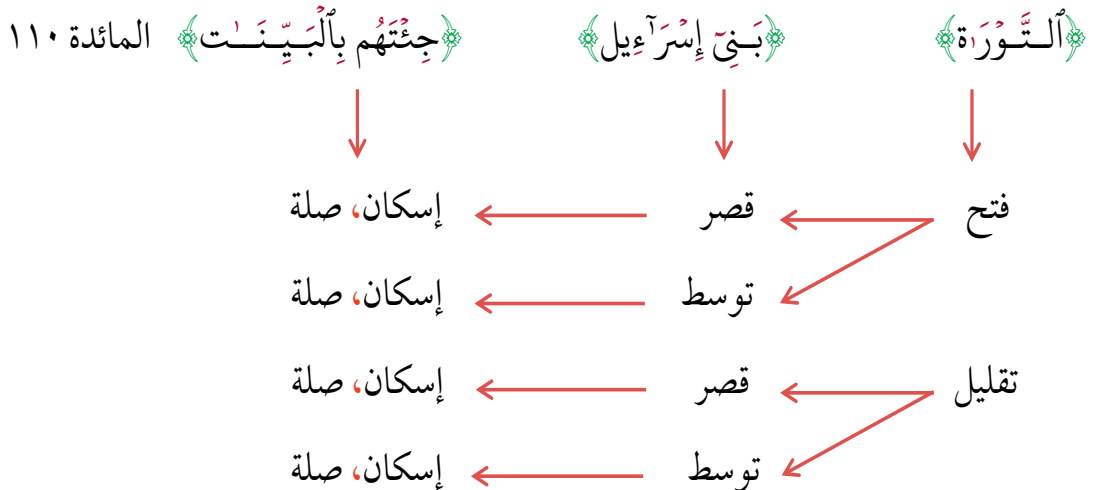 ﴿ٱلتَّوۡرَىٰة﴾ ﴿بَنِيٓ إِسۡرَـٰٓءِيل﴾ ﴿جِئۡتَهُم بِٱلۡبَيِّنَـٰت﴾ المائدة ١١٠
فتح قصر إسكان، صلة
توسط إسكان، صلة
تقليل قصر إسكان، صلة
توسط إسكان، صلة